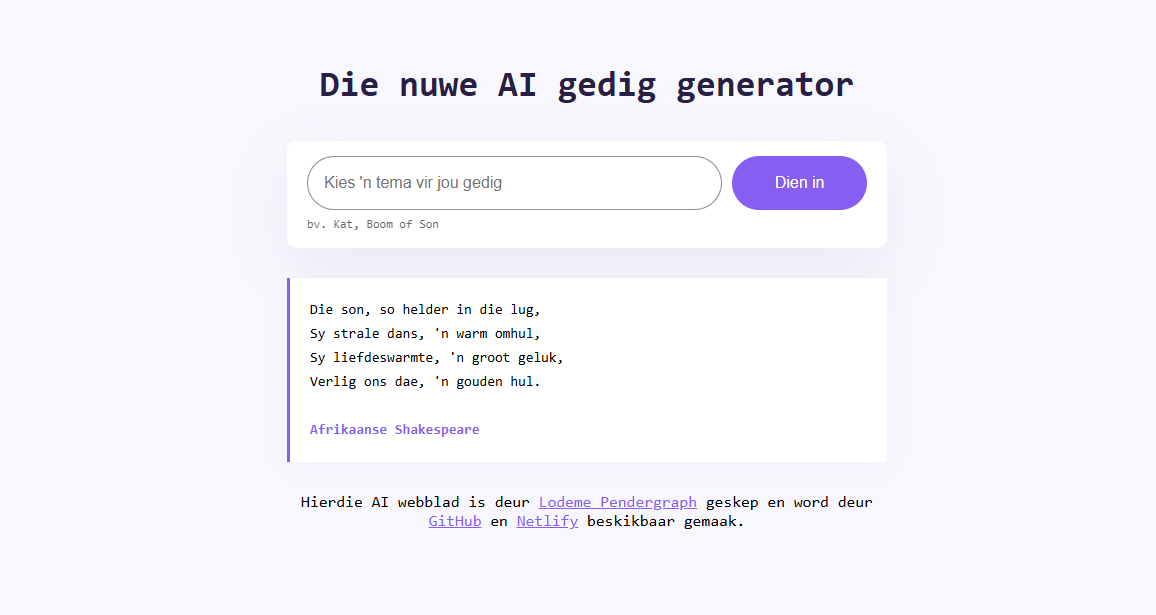 Die nuwe AI gedig generator
Kies 'n tema vir jou gedig
Dien in
bv. Kat, Boom of Son
Die son, so helder in die lug,
Sy strale dans, 'n warm omhul,
Sy liefdeswarmte, 'n groot geluk,
Verlig ons dae, 'n gouden hul.
Afrikaanse Shakespeare
Hierdie AI webblad is deur Lodeme Pendergraph geskep en word deur
GitHub en Netlify beskikbaar gemaak.